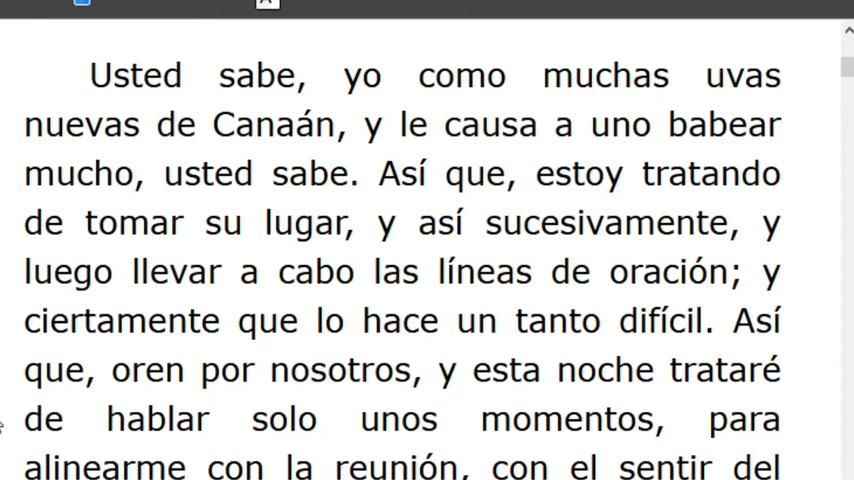 Usted sabe, yo como muchas uvas
nuevas de Canaán, y le causa a uno babear
mucho, usted sabe. Así que, estoy tratando
de tomar su lugar, y así sucesivamente, y
luego llevar a cabo las líneas de oración; y
ciertamente que lo hace un tanto difícil. Así
que, oren por nosotros, y esta noche trataré
de hablar solo unos momentos, para
alinearme con la reunión, con el sentir del